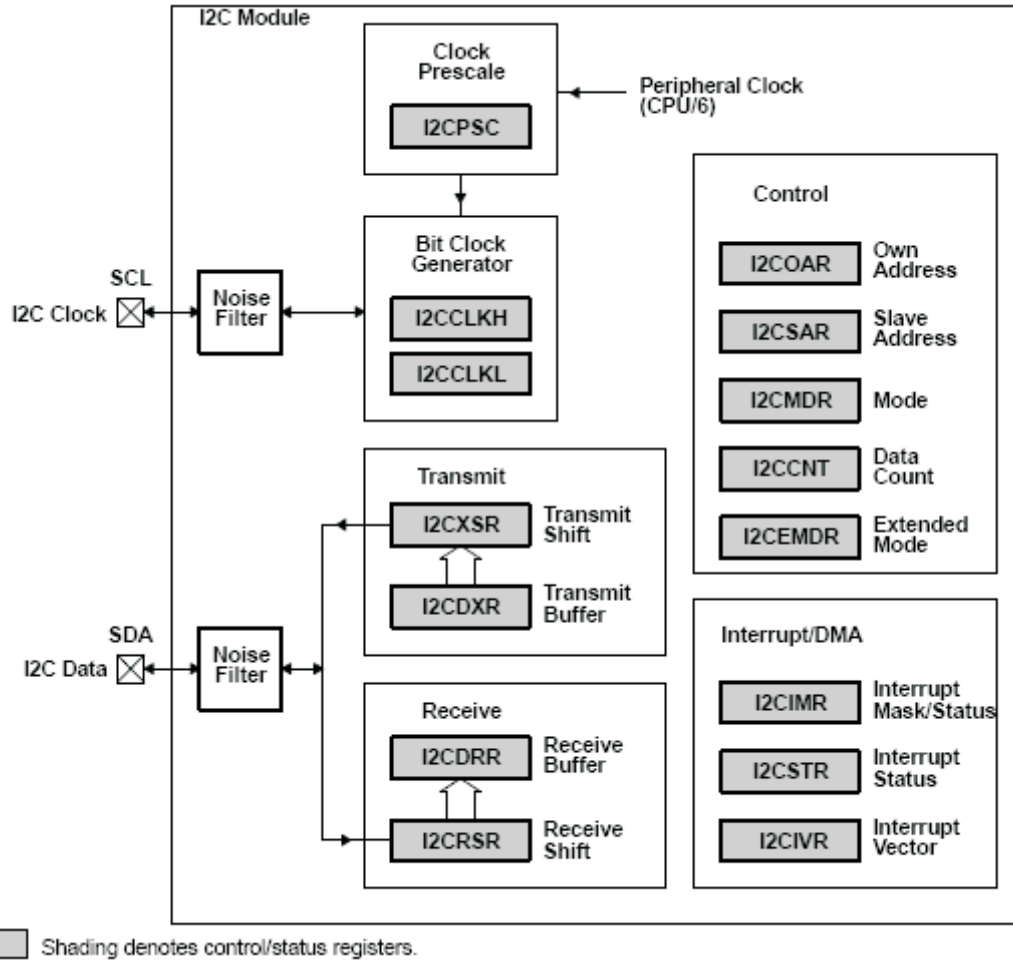 I2C Module
Clock
Prescale
I2CPSC
Peripheral Clock
(CPU/6)
Bit Clock
Generator
I2CCLKH
I2CCLKL
SCL
I2C Clock
Noise
Filter
Control
I2COAR
Own
Address
I2CSAR
Slave
Address
I2CMDR
Mode
I2CCNT
Data
Count
I2CEMDR
Extended
Mode
Transmit
I2CXSR
Transmit
Shift
I2CDXR
Transmit
Buffer
SDA
I2C Data
Noise
Filter
Receive
I2CDRR
Receive
Buffer
I2CRSR
Receive
Shift
Interrupt/DMA
I2CIMR
Interrupt
Mask/Status
I2CSTR
Interrupt
Status
I2CIVR
Interrupt
Vector
Shading denotes control/status registers.